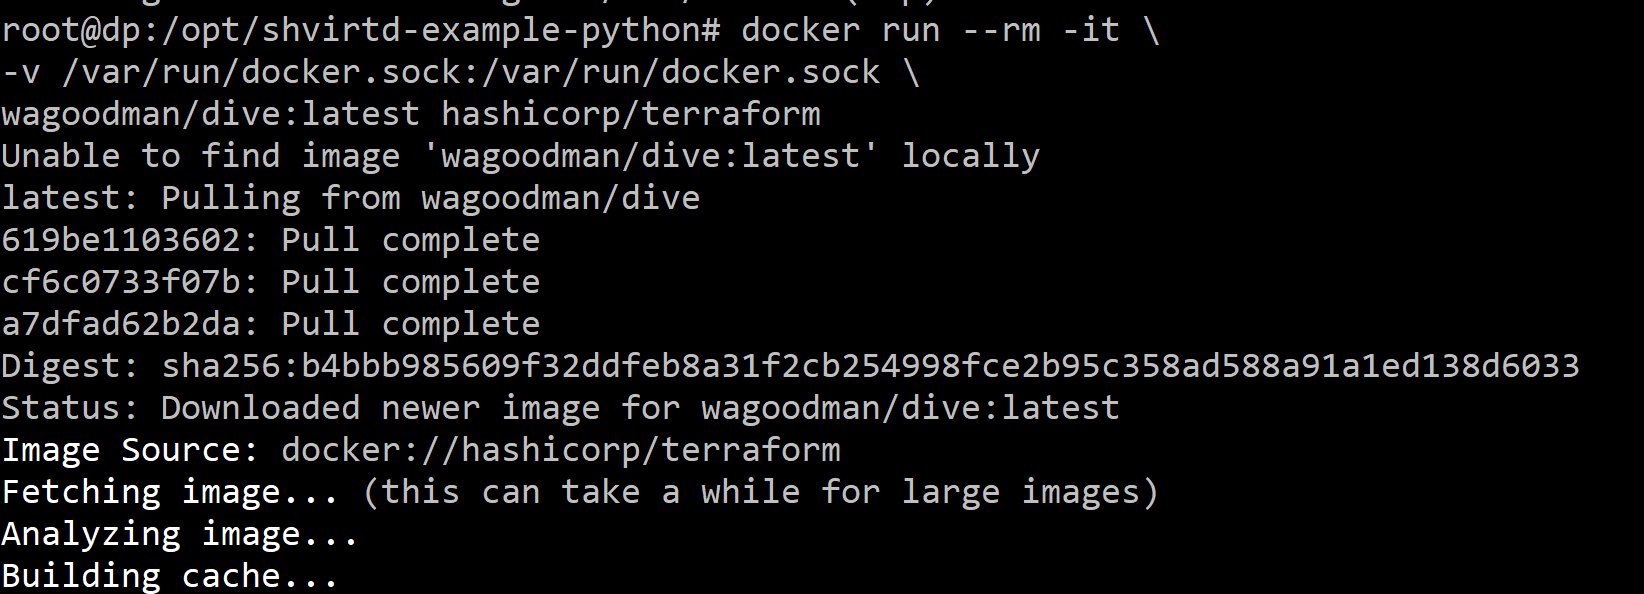 root@dp:/opt/shvirtd-example-python# docker run --rm -it \
-v /var/run/docker.sock:/var/run/docker.sock \
wagoodman/dive:latest hashicorp/terraform
Unable to find image 'wagoodman/dive:latest' locally
latest: Pulling from wagoodman/dive
619be1103602: Pull complete
cf6c0733f07b: Pull complete
a7dfad62b2da: Pull complete
Digest: sha256:b4bbb985609f32ddfeb8a31f2cb254998fce2b95c358ad588a91a1ed138d6033
Status: Downloaded newer image for wagoodman/dive:latest
Image Source: docker://hashicorp/terraform
Fetching image... (this can take a while for large images)
Analyzing image...
Building cache...